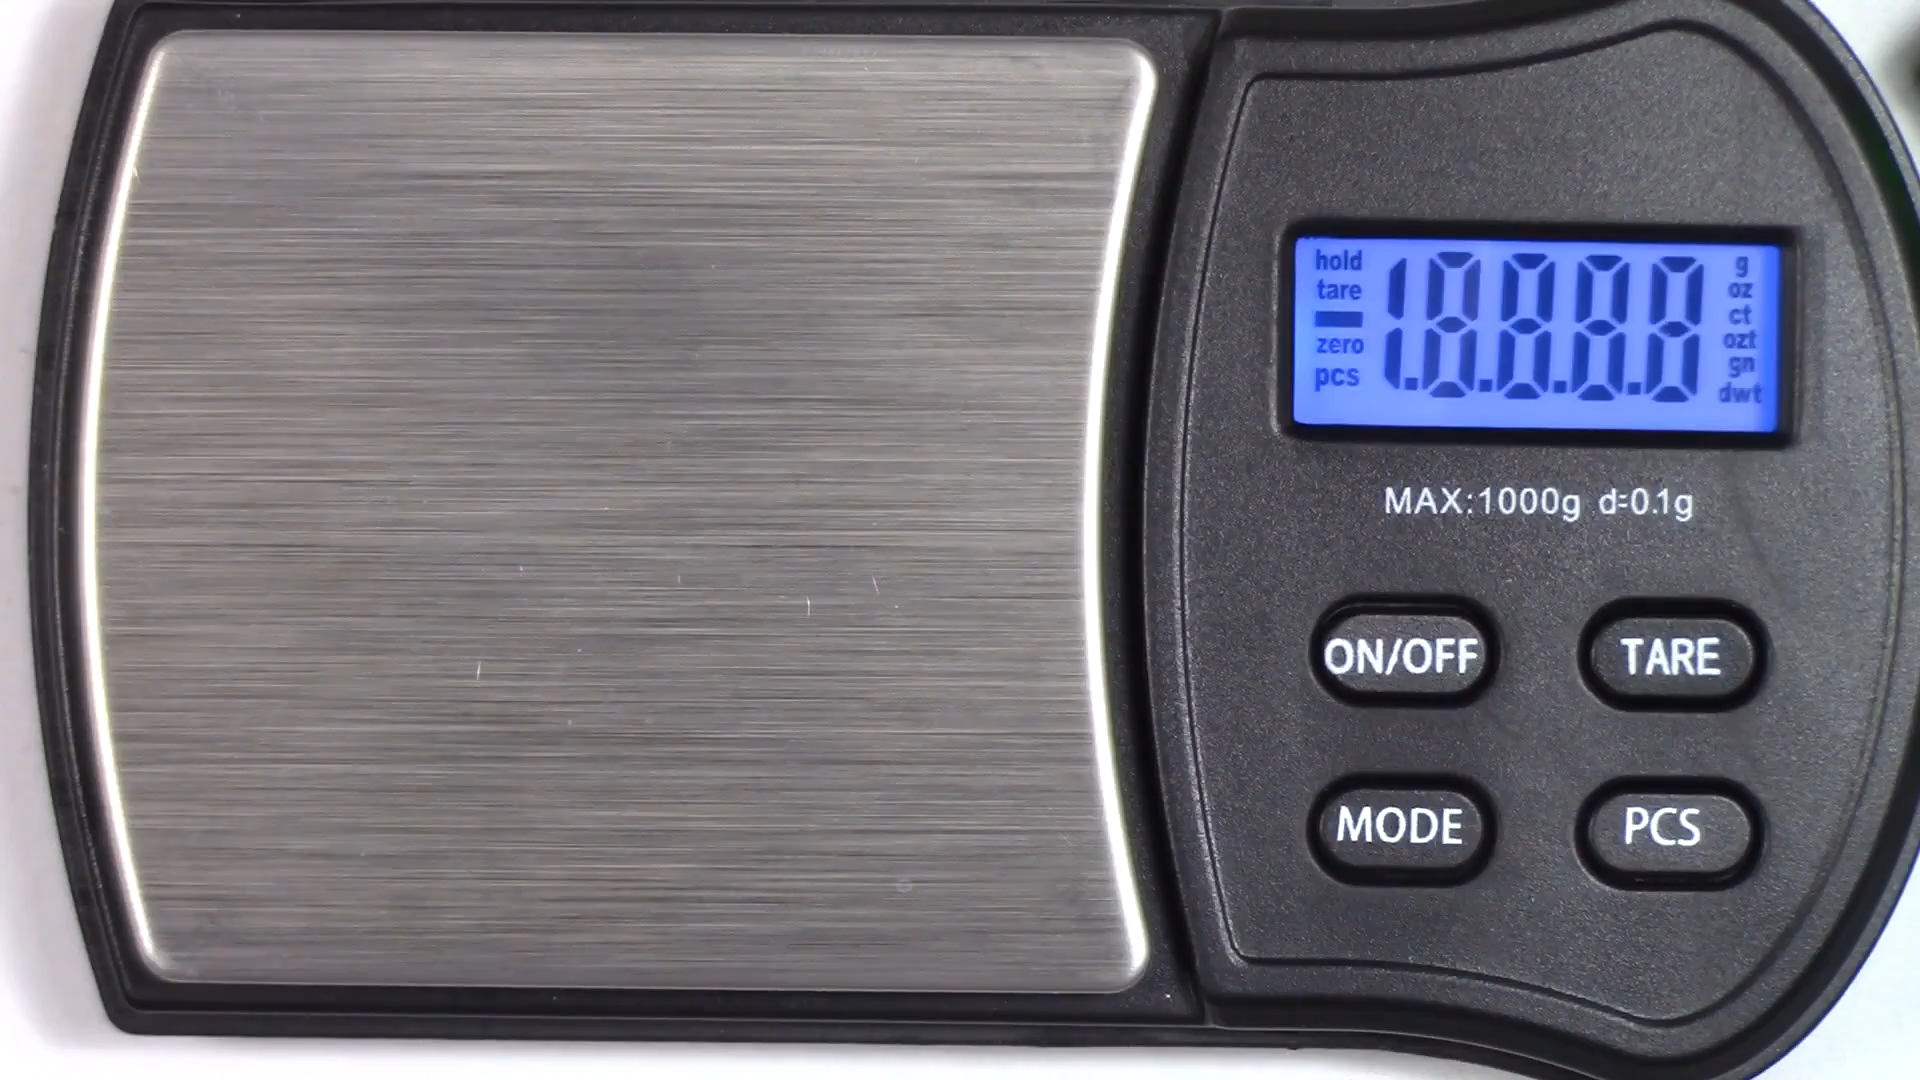 hold
tare
zero
pcs
1.8.8.8.8
g
oz
ct
ozt
gn
dwt
MAX:1000g d=0.1g
ON/OFF
TARE
MODE
PCS